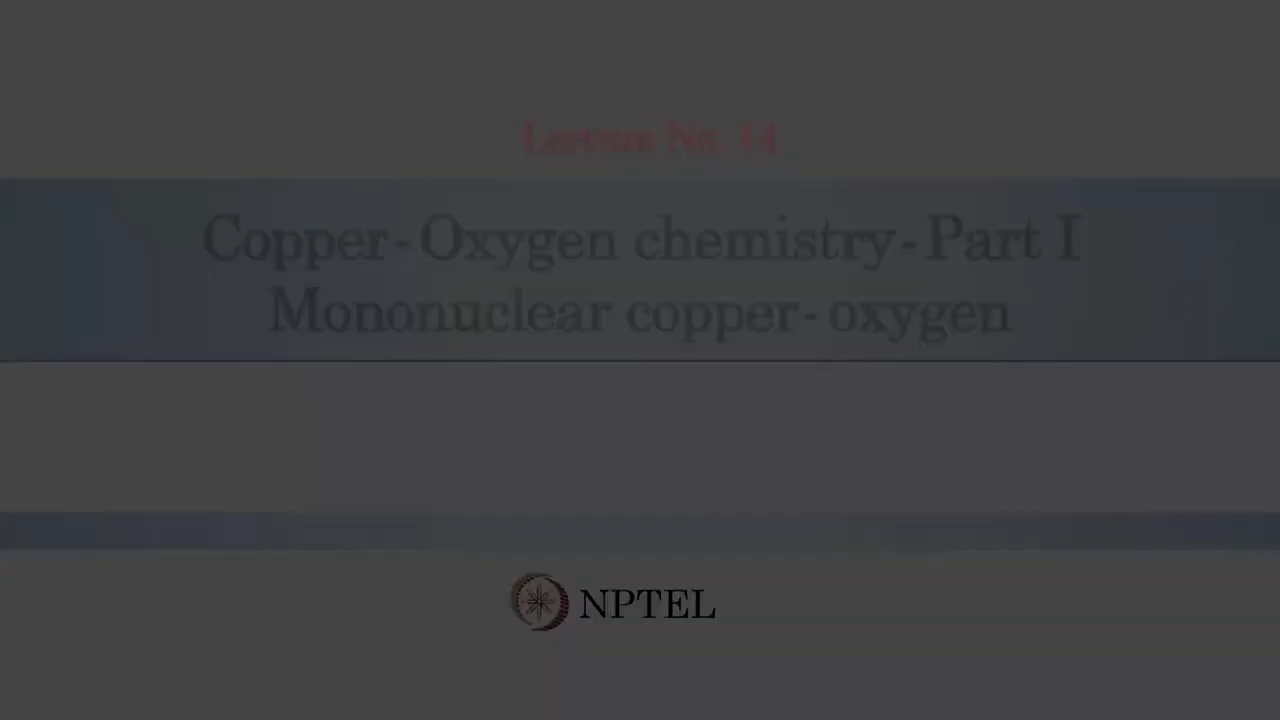 Lecture No. 14
Copper-Oxygen chemistry-Part I
Mononuclear copper-oxygen
NPTEL